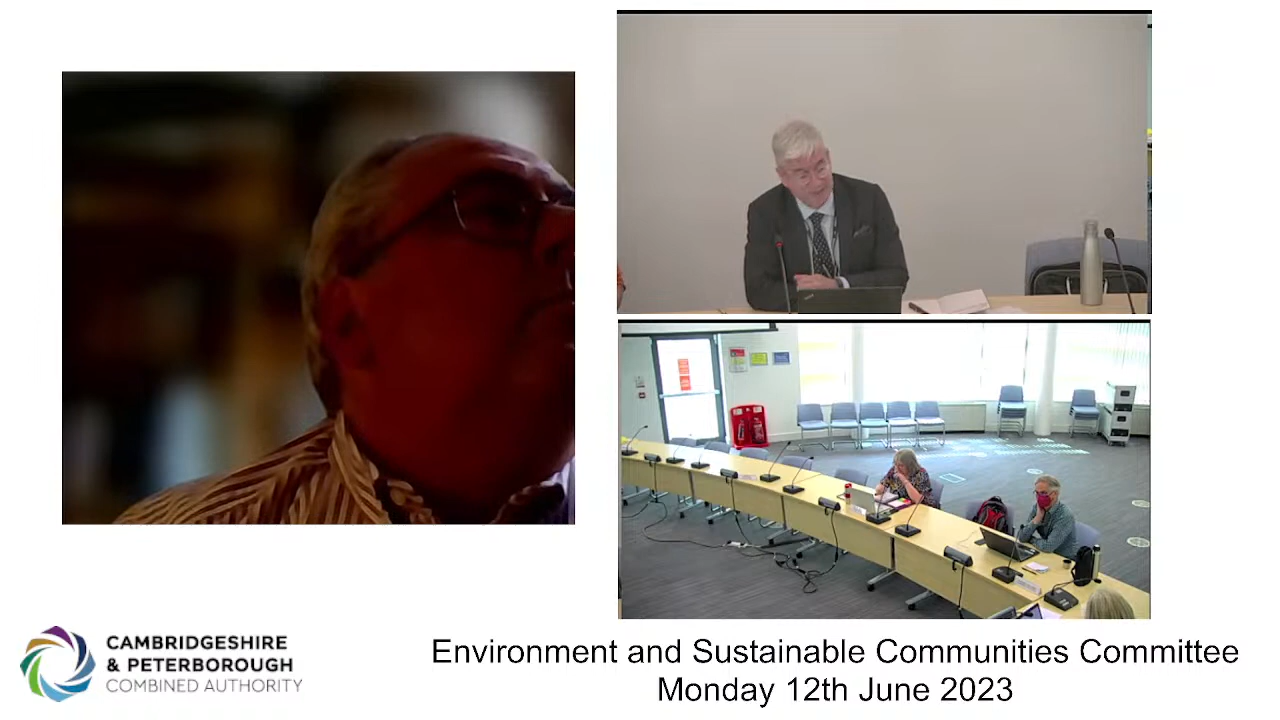 CAMBRIDGESHIRE
& PETERBOROUGH
COMBINED AUTHORITY
Environment and Sustainable Communities Committee
Monday 12th June 2023